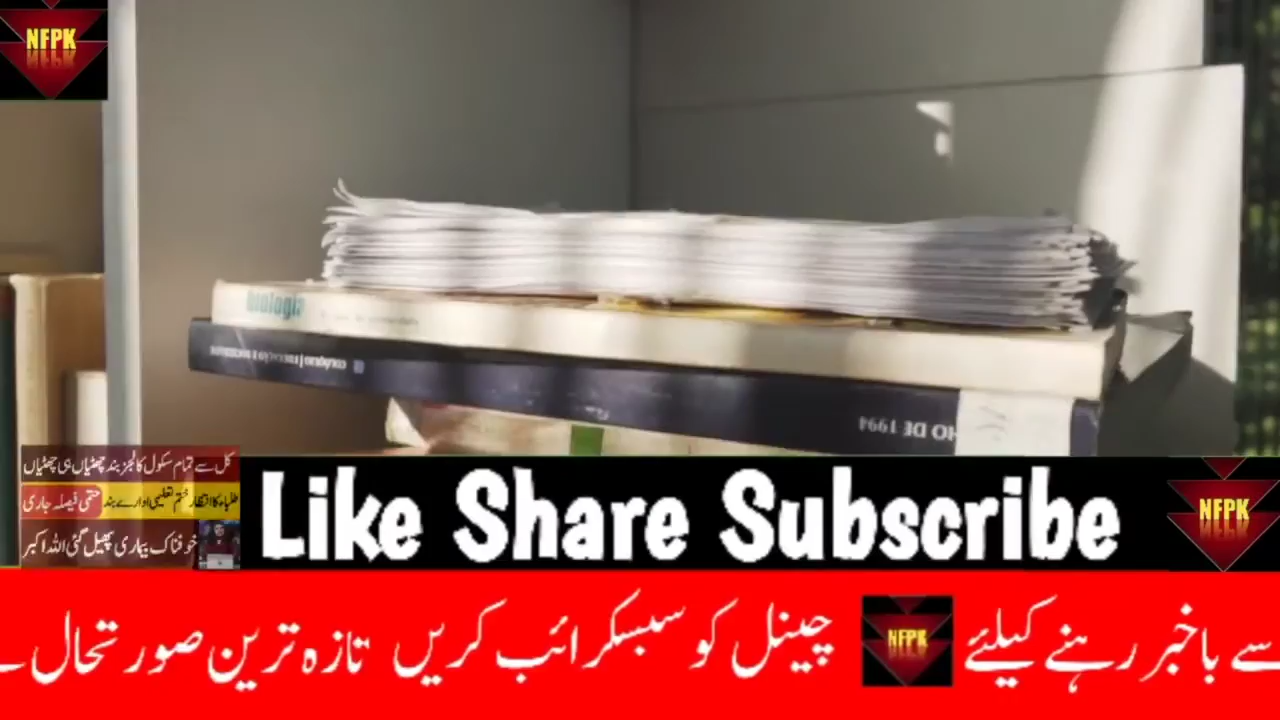 NFPK
biologia
HO DE 1994
کل سے تمام سکول کالجز بند چھٹیاں ہی چھٹیاں
طلباء کا انتظار ختم تعلیمی ادارے بند حتمی فیصلہ جاری
خوفناک بیماری پھیل گئی اللہ اکبر
Like Share Subscribe
NFPK
سے باخبر رہنے کیلئے NFPK چینل کو سبسکرائب کریں تازہ ترین صورتحال